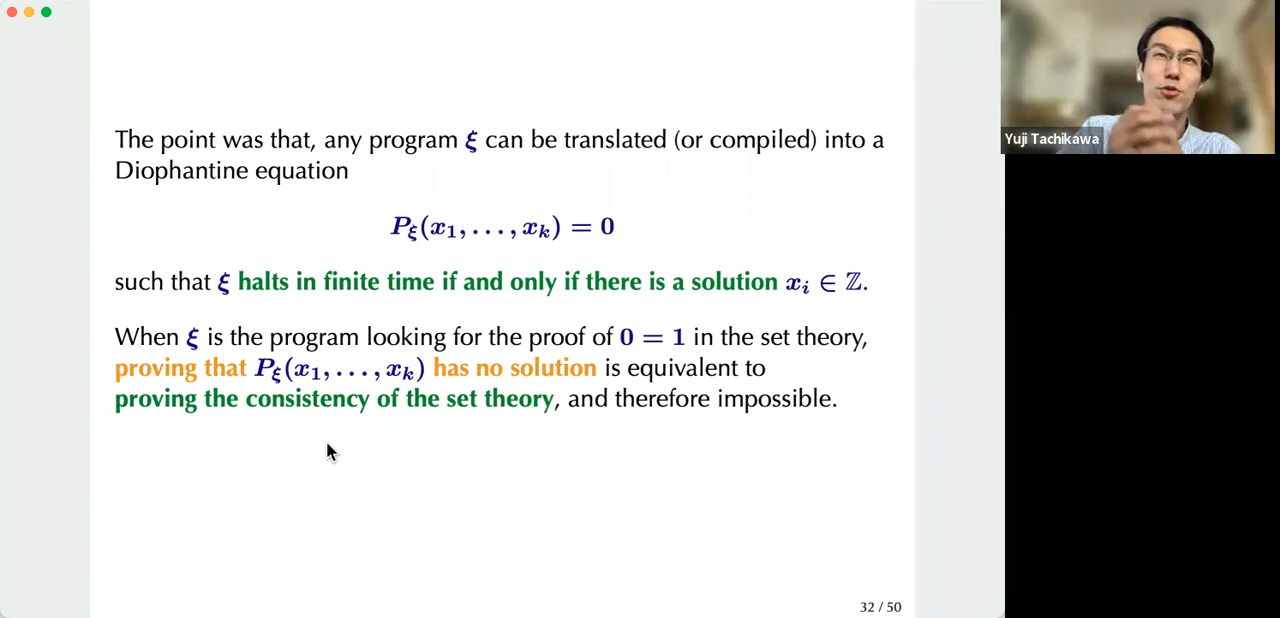 The point was that, any program ξ can be translated (or compiled) into a
Diophantine equation
P_ξ(x_1, . . . , x_k) = 0
such that ξ halts in finite time if and only if there is a solution x_i ∈ ℤ.
When ξ is the program looking for the proof of 0 = 1 in the set theory,
proving that P_ξ(x_1, . . . , x_k) has no solution is equivalent to
proving the consistency of the set theory, and therefore impossible.
32 / 50
Yuji Tachikawa